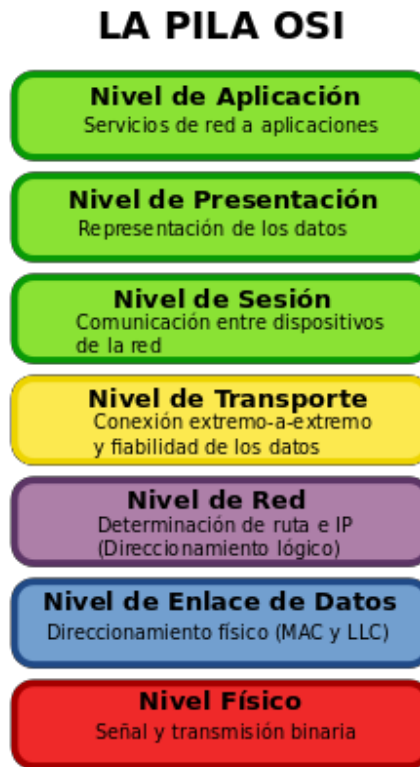 LA PILA OSI
Nivel de Aplicación
Servicios de red a aplicaciones
Nivel de Presentación
Representación de los datos
Nivel de Sesión
Comunicación entre dispositivos
de la red
Nivel de Transporte
Conexión extremo-a-extremo
y fiabilidad de los datos
Nivel de Red
Determinación de ruta e IP
(Direccionamiento lógico)
Nivel de Enlace de Datos
Direccionamiento físico (MAC y LLC)
Nivel Físico
Señal y transmisión binaria